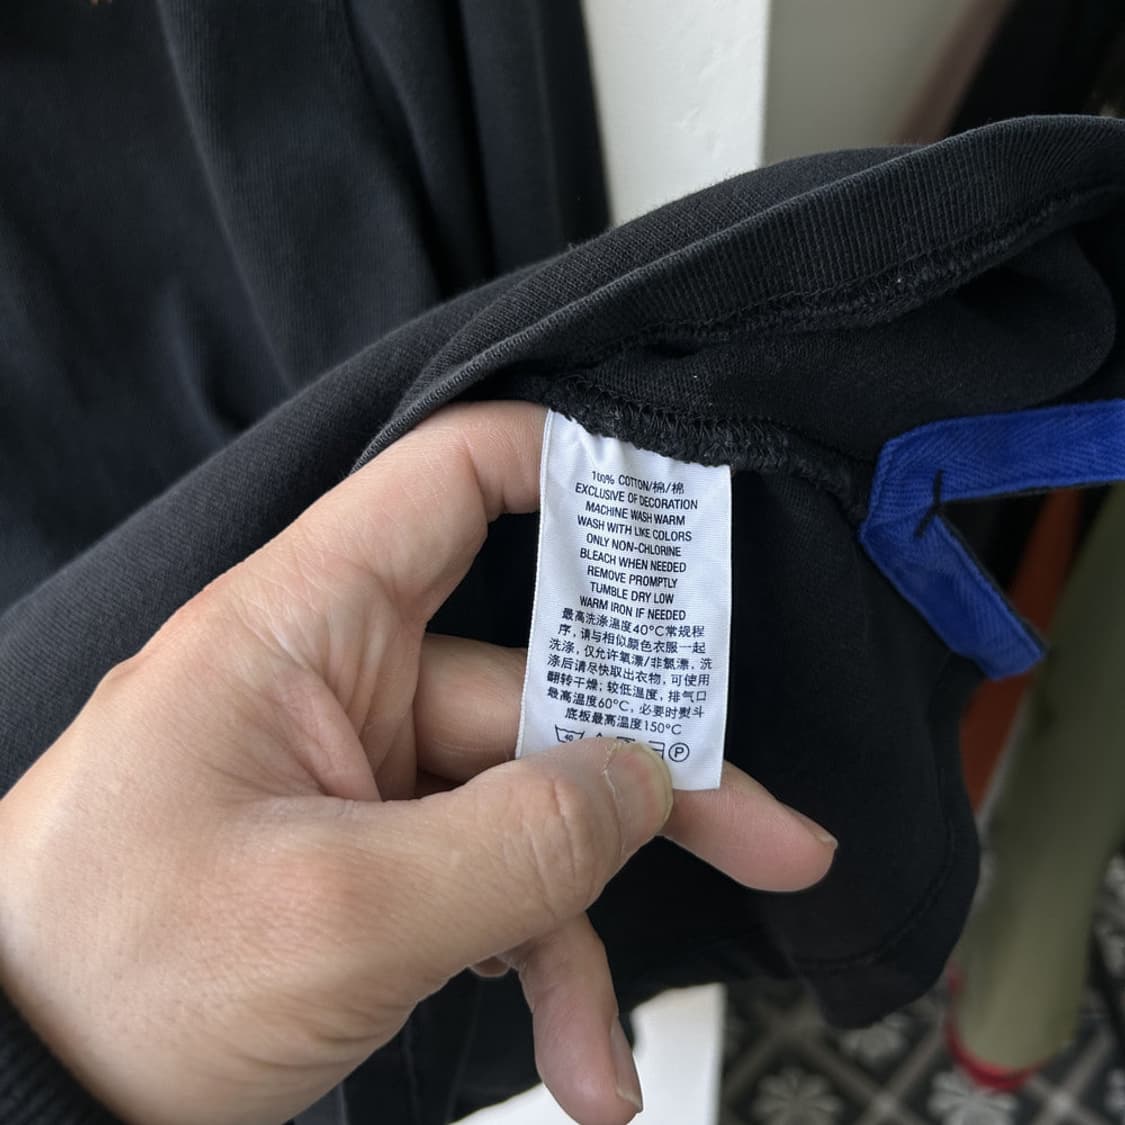 100% COTTON/棉/棉
EXCLUSIVE OF DECORATION
MACHINE WASH WARM
WASH WITH LIKE COLORS
ONLY NON-CHLORINE
BLEACH WHEN NEEDED
REMOVE PROMPTLY
TUMBLE DRY LOW
WARM IRON IF NEEDED
最高洗涤温度40°C常规程
序, 请与相似颜色衣服一起
洗涤, 仅允许氧漂/非氯漂, 洗
涤后请尽快取出衣物, 可使用
翻转干燥; 较低温度, 排气口
最高温度60°C, 必要时熨斗
底板最高温度150°C
40 P